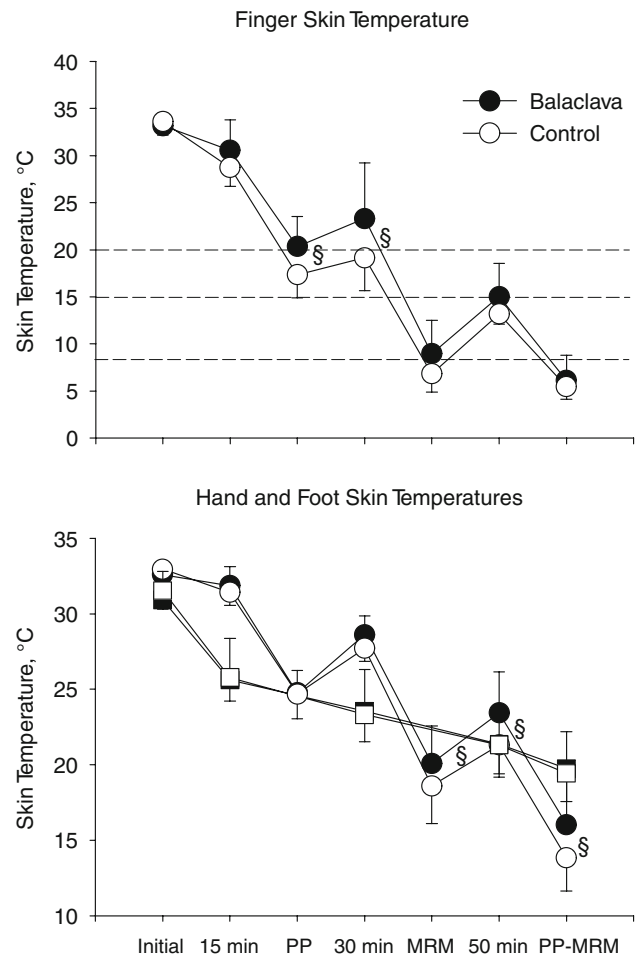 Finger Skin Temperature
Skin Temperature, °C
40
35
30
25
20
15
10
5
0
Balaclava
Control
§
§
Hand and Foot Skin Temperatures
Skin Temperature, °C
35
30
25
20
15
10
§
§
§
Initial 15 min PP 30 min MRM 50 min PP-MRM